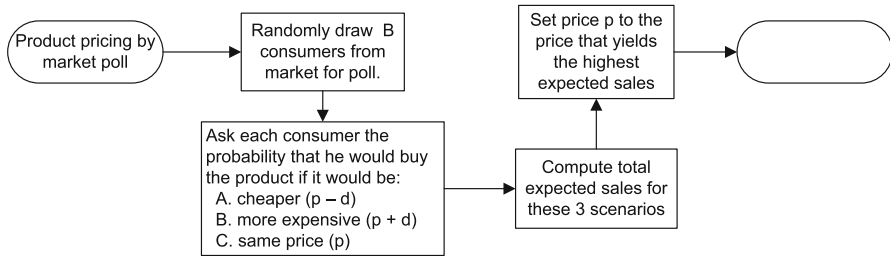 Product pricing by
market poll
Randomly draw B
consumers from
market for poll.
Ask each consumer the
probability that he would buy
the product if it would be:
A. cheaper (p – d)
B. more expensive (p + d)
C. same price (p)
Compute total
expected sales for
these 3 scenarios
Set price p to the
price that yields
the highest
expected sales